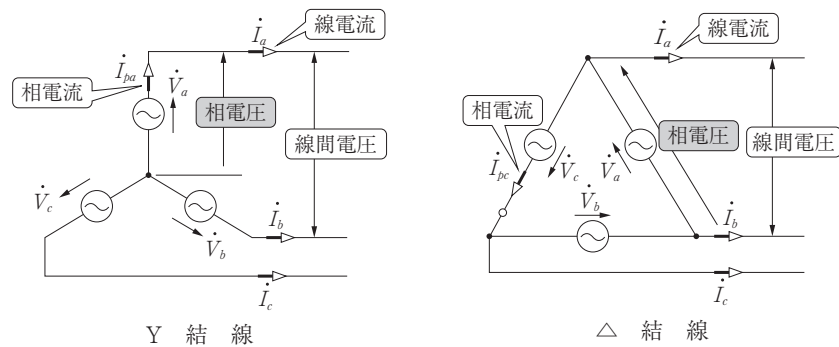 İa
線電流
İpa
V̇a
相電流
相電圧
線間電圧
V̇c
V̇b
İb
İc
Y 結 線
İa
線電流
相電流
İpc
V̇c
V̇a
相電圧
線間電圧
V̇b
İb
İc
△ 結 線